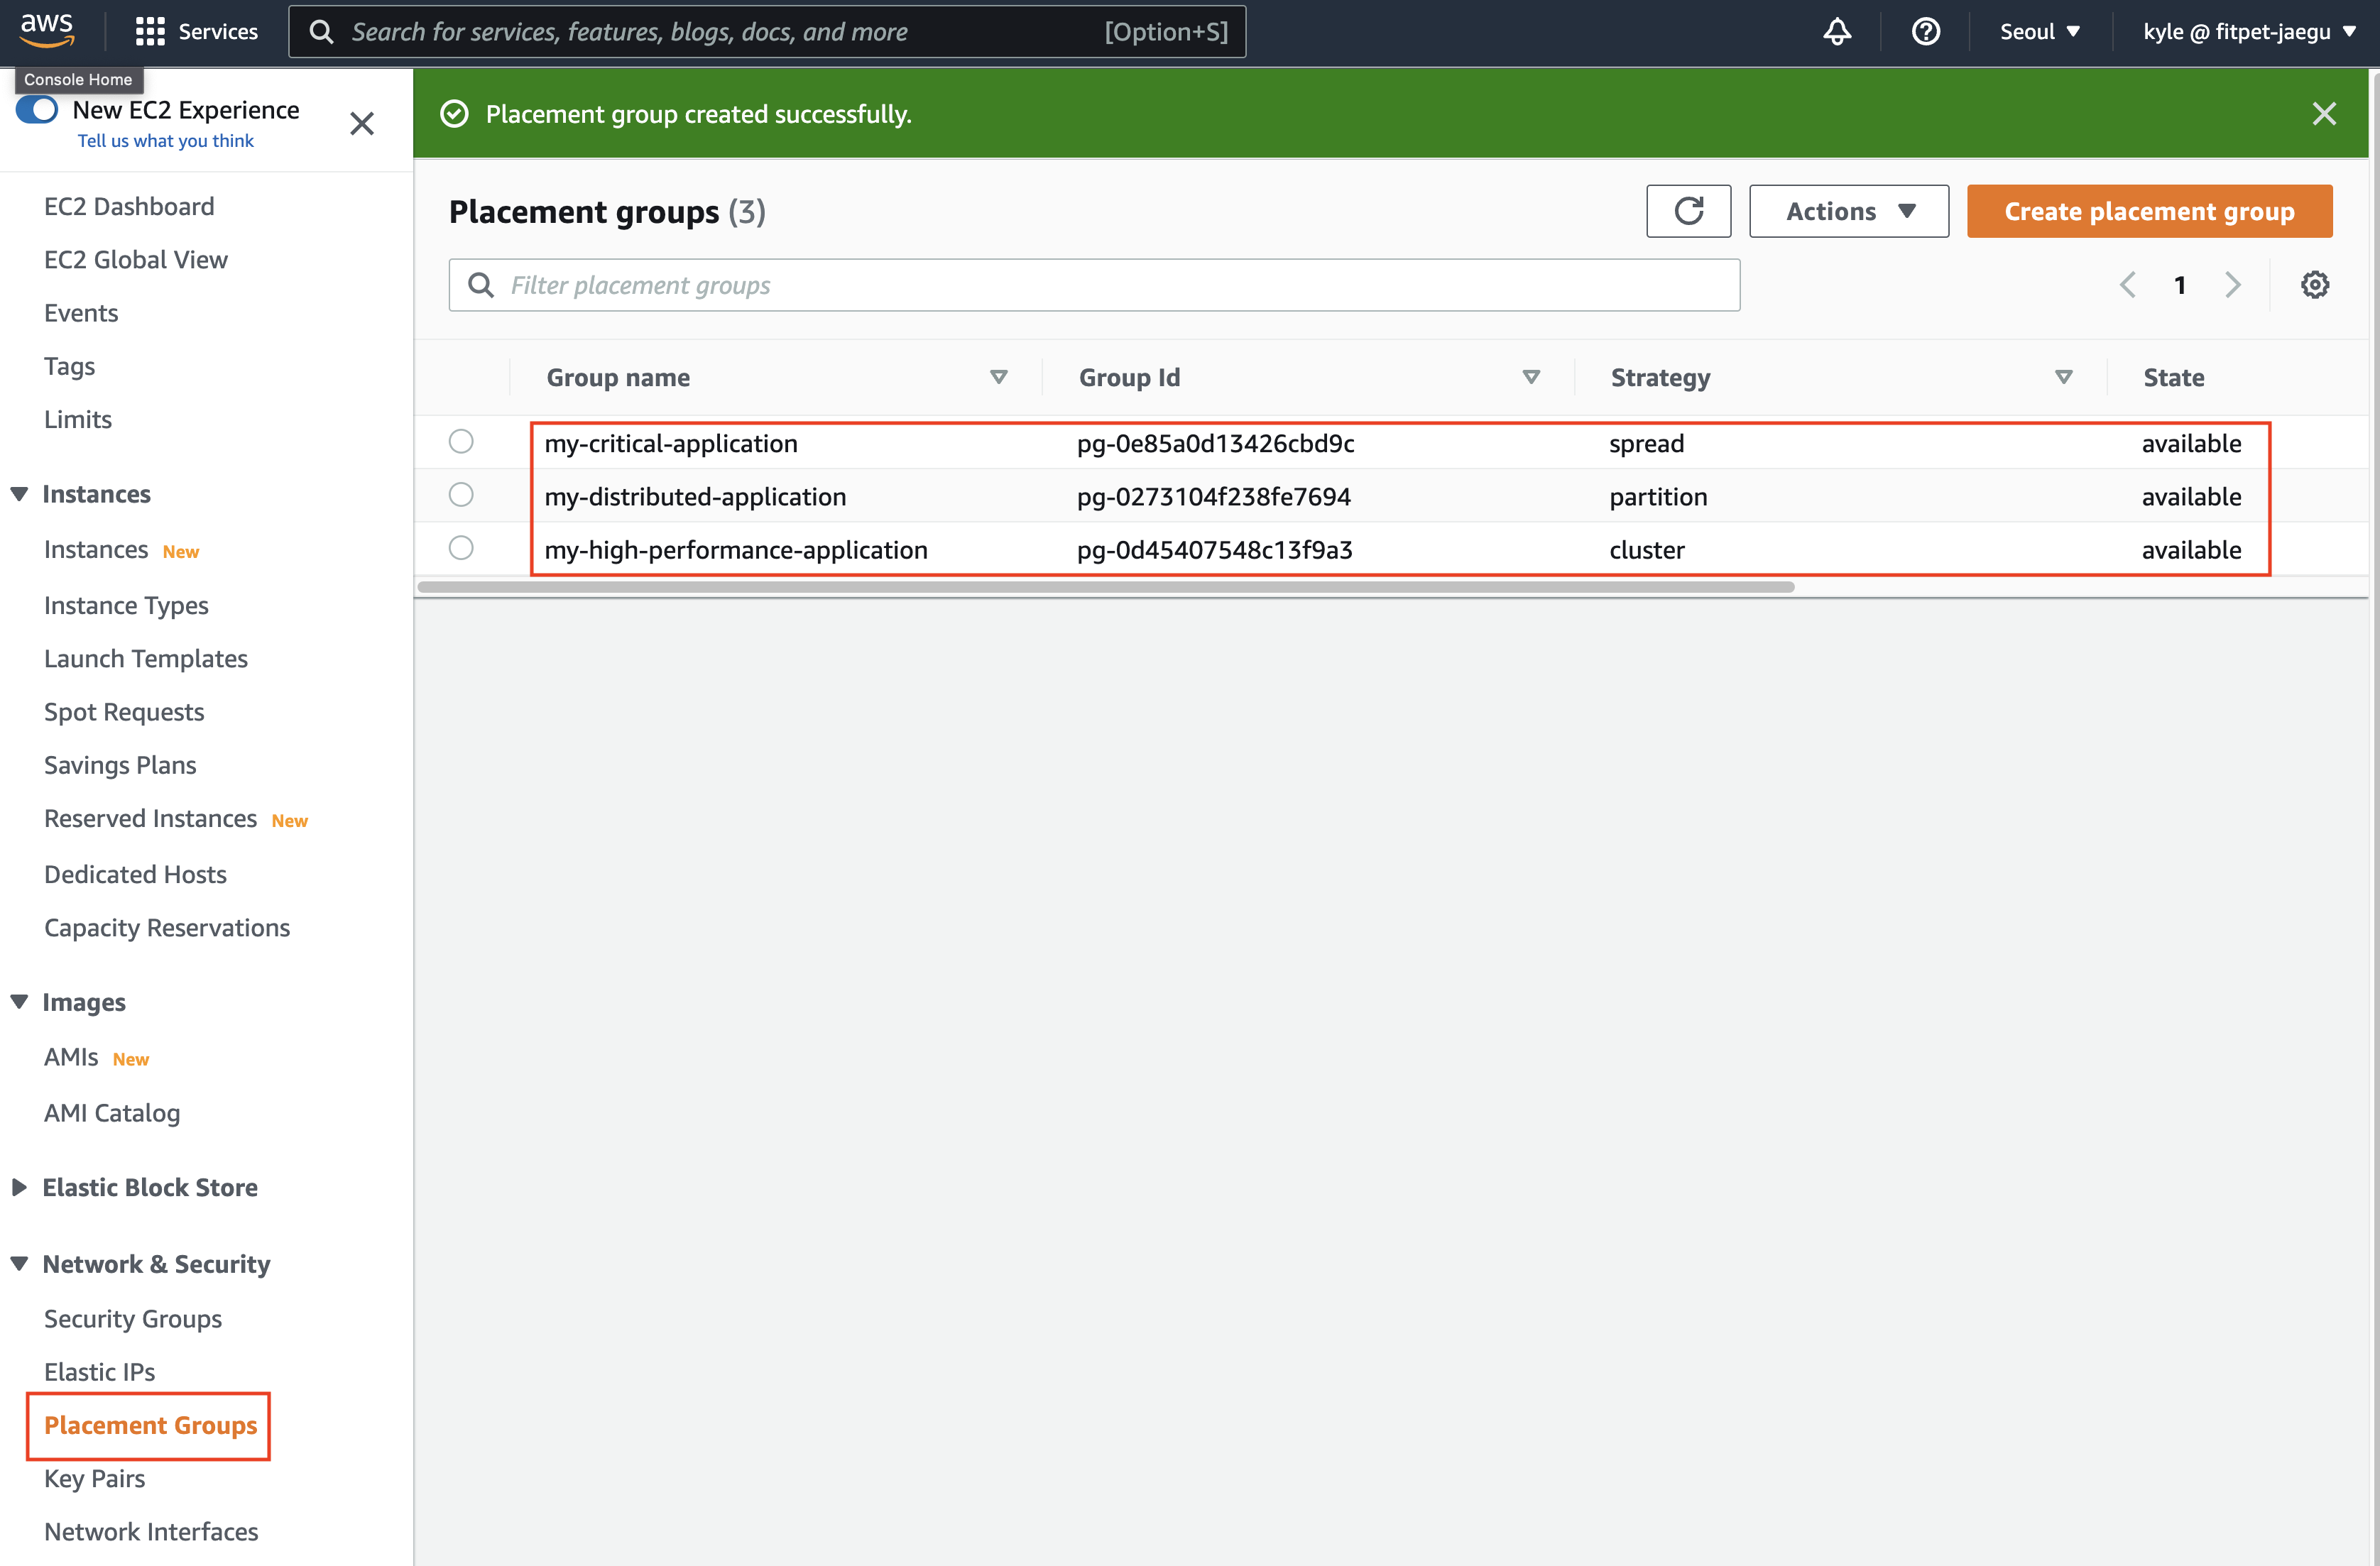 aws Services Search for services, features, blogs, docs, and more [Option+S] Seoul kyle @ fitpet-jaegu
Console Home
New EC2 Experience
Tell us what you think
EC2 Dashboard
EC2 Global View
Events
Tags
Limits
Instances
Instances New
Instance Types
Launch Templates
Spot Requests
Savings Plans
Reserved Instances New
Dedicated Hosts
Capacity Reservations
Images
AMIs New
AMI Catalog
Elastic Block Store
Network & Security
Security Groups
Elastic IPs
Placement Groups
Key Pairs
Network Interfaces
Placement group created successfully.
Placement groups (3) Actions Create placement group
Filter placement groups 1
Group name Group Id Strategy State
my-critical-application pg-0e85a0d13426cbd9c spread available
my-distributed-application pg-0273104f238fe7694 partition available
my-high-performance-application pg-0d45407548c13f9a3 cluster available